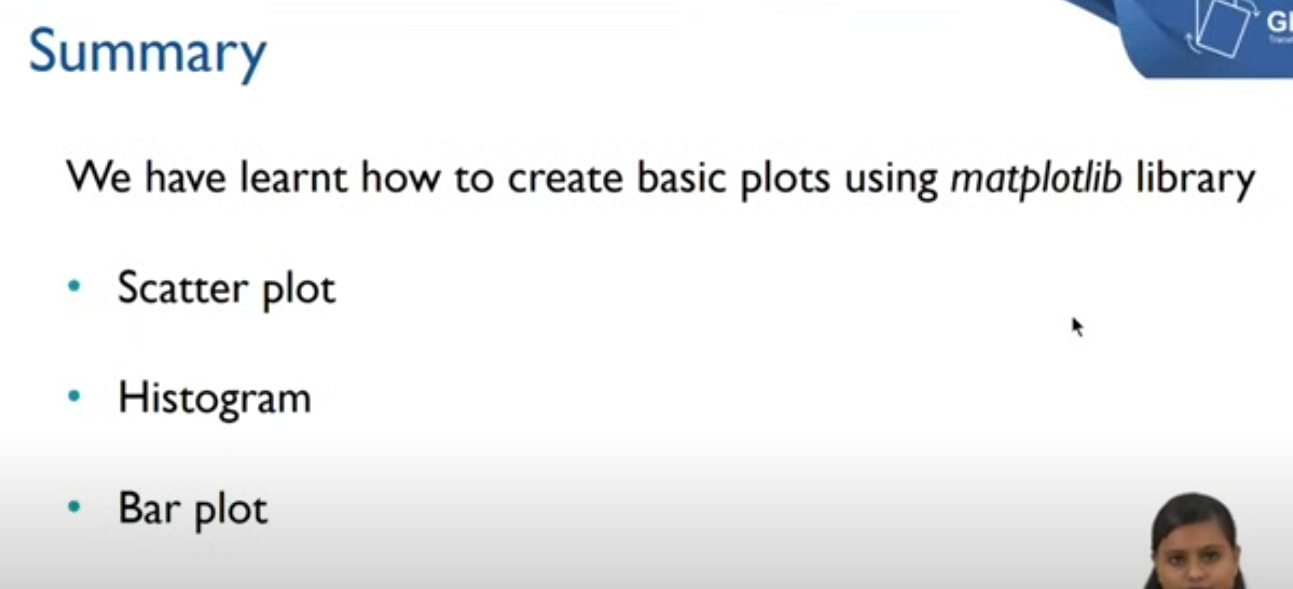 Summary
We have learnt how to create basic plots using matplotlib library
• Scatter plot
• Histogram
• Bar plot